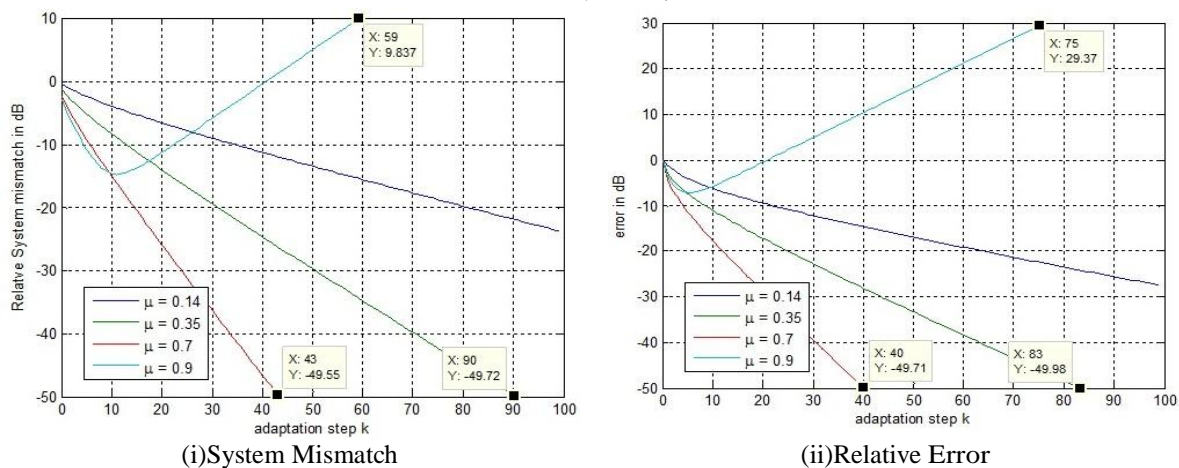 10
0
-10
-20
-30
-40
-50
0 10 20 30 40 50 60 70 80 90 100
Relatve System mismatch in dB
adaptation step k
X: 59
Y: 9.837
μ = 0.14
μ = 0.35
μ = 0.7
μ = 0.9
X: 43
Y: -49.55
X: 90
Y: -49.72
(i)System Mismatch
30
20
10
0
-10
-20
-30
-40
-50
0 10 20 30 40 50 60 70 80 90 100
error in dB
adaptation step k
X: 75
Y: 29.37
μ = 0.14
μ = 0.35
μ = 0.7
μ = 0.9
X: 40
Y: -49.71
X: 83
Y: -49.98
(ii)Relative Error